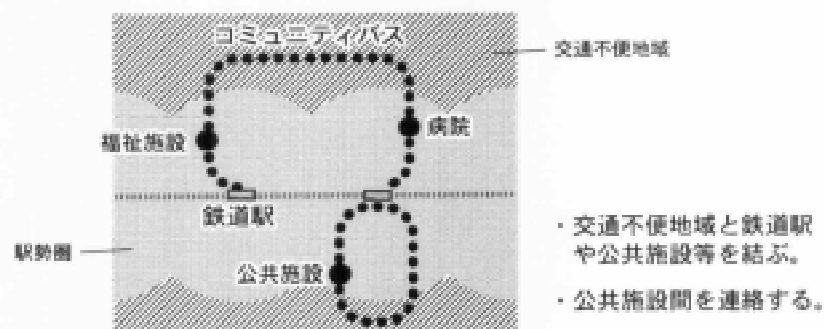 コミュニティバス
交通不便地域
福祉施設
病院
鉄道駅
駅勢圏
公共施設
・交通不便地域と鉄道駅
や公共施設等を結ぶ。
・公共施設間を連絡する。